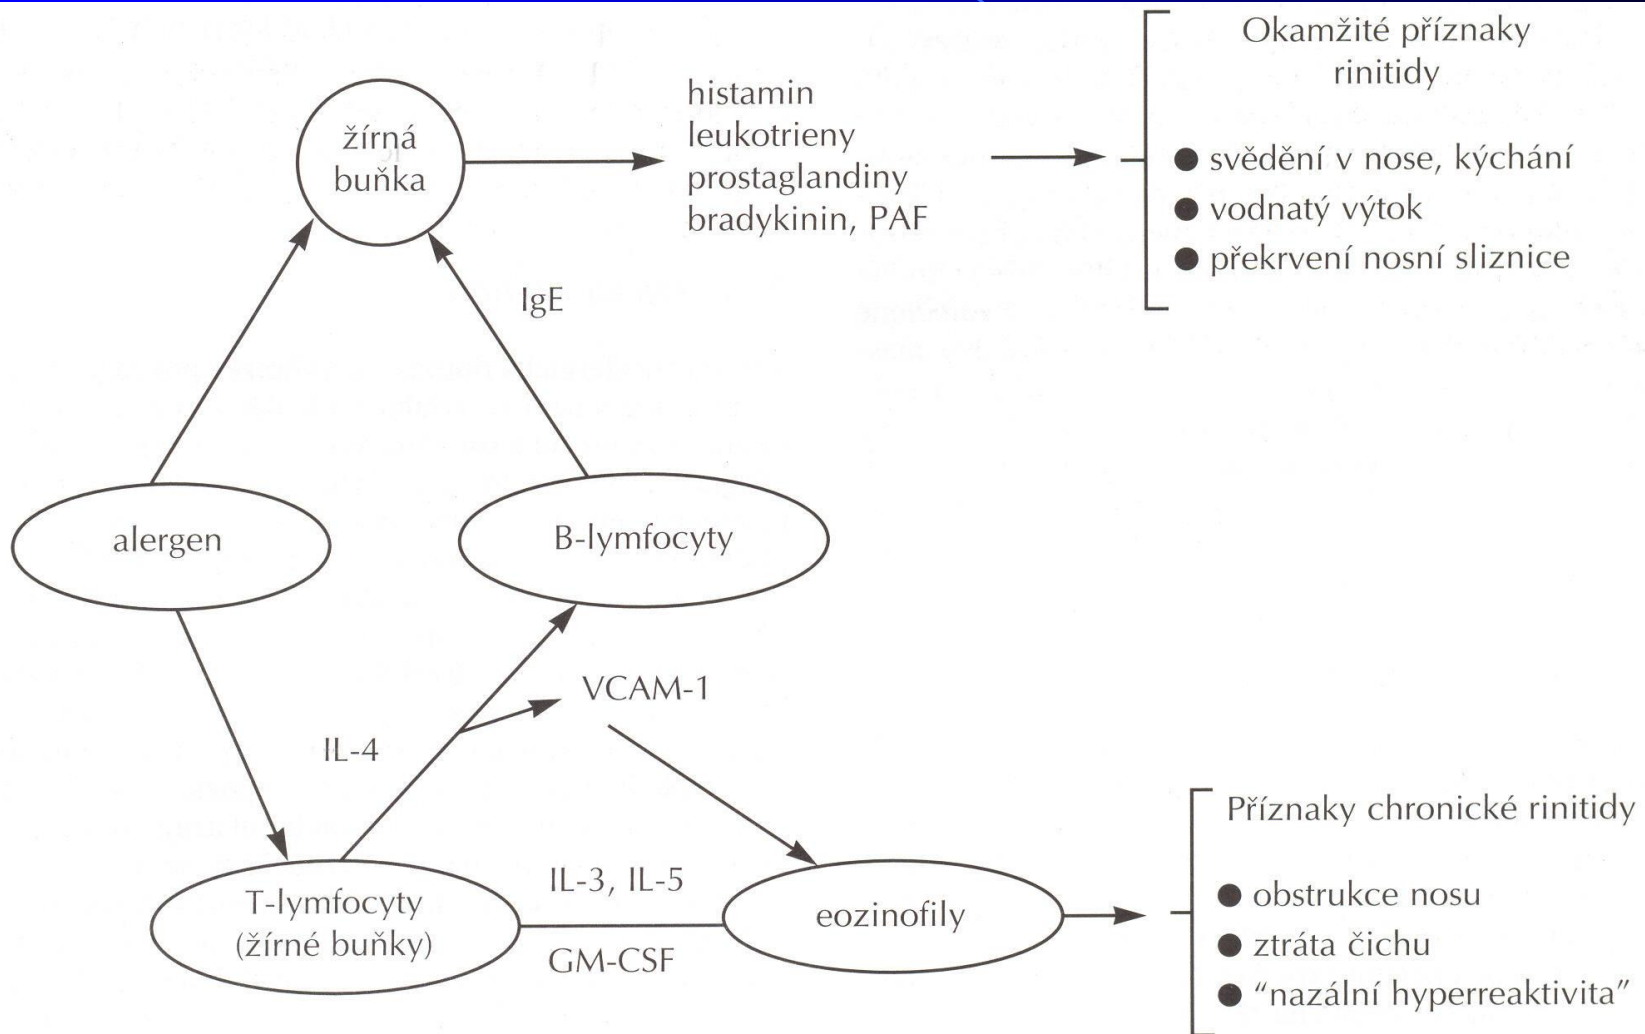 Okamžité příznaky
rinitidy
histamin
leukotrieny
prostaglandiny
bradykinin, PAF
žírná
buňka
● svědění v nose, kýchání
● vodnatý výtok
● překrvení nosní sliznice
IgE
alergen
B-lymfocyty
VCAM-1
IL-4
Příznaky chronické rinitidy
IL-3, IL-5
T-lymfocyty
(žírné buňky)
eozinofily
GM-CSF
● obstrukce nosu
● ztráta čichu
● “nazální hyperreaktivita”